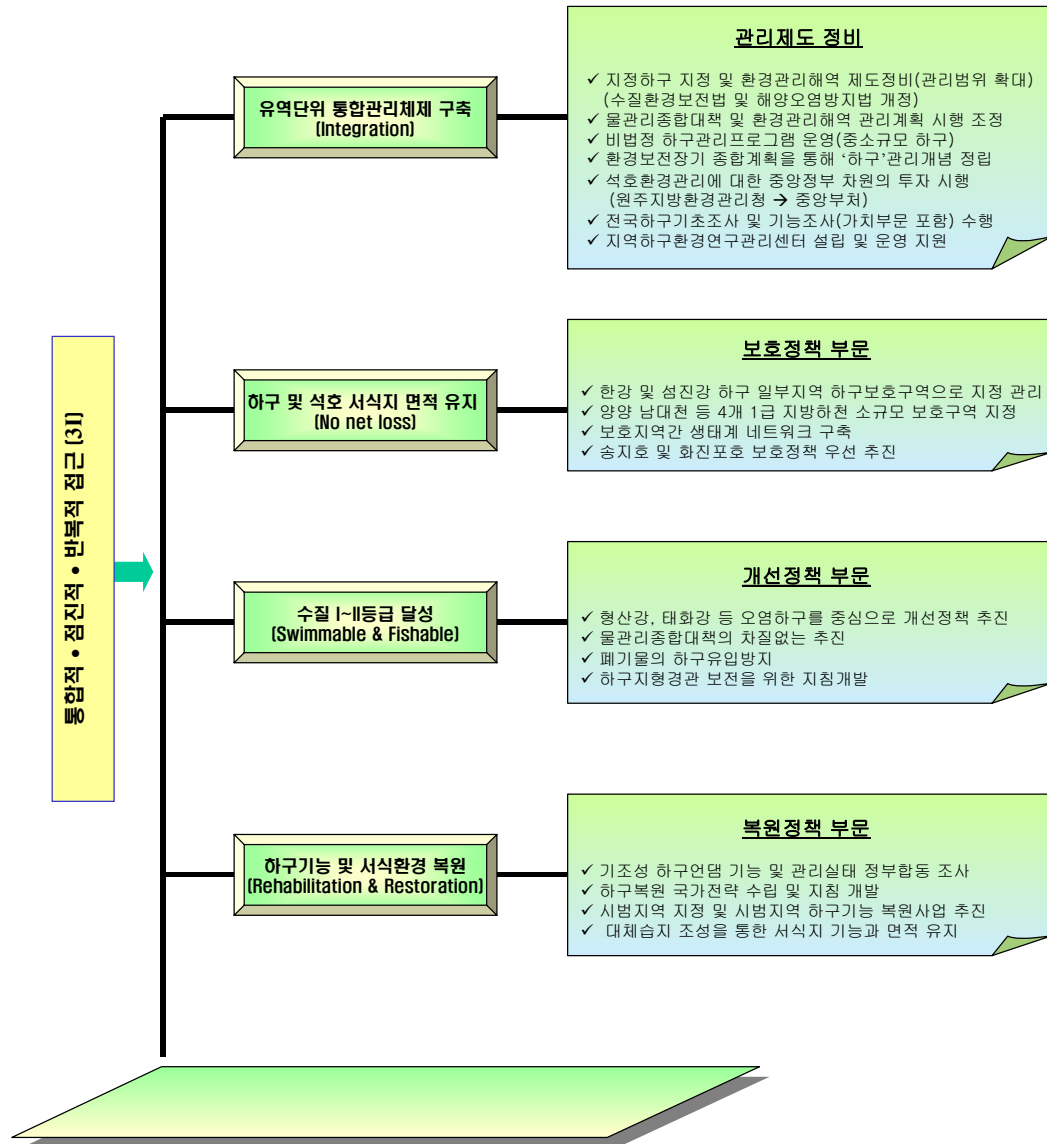 통합적 • 점진적 • 반복적 접근 (3I)
유역단위 통합관리체제 구축
(Integration)
관리제도 정비
✓ 지정하구 지정 및 환경관리해역 제도정비(관리범위 확대)
(수질환경보전법 및 해양오염방지법 개정)
✓ 물관리종합대책 및 환경관리해역 관리계획 시행 조정
✓ 비법정 하구관리프로그램 운영(중소규모 하구)
✓ 환경보전장기 종합계획을 통해 ‘하구’관리개념 정립
✓ 석호환경관리에 대한 중앙정부 차원의 투자 시행
(원주지방환경관리청 → 중앙부처)
✓ 전국하구기초조사 및 기능조사(가치부문 포함) 수행
✓ 지역하구환경연구관리센터 설립 및 운영 지원
하구 및 석호 서식지 면적 유지
(No net loss)
보호정책 부문
✓ 한강 및 섬진강 하구 일부지역 하구보호구역으로 지정 관리
✓ 양양 남대천 등 4개 1급 지방하천 소규모 보호구역 지정
✓ 보호지역간 생태계 네트워크 구축
✓ 송지호 및 화진포호 보호정책 우선 추진
수질 I~II등급 달성
(Swimmable & Fishable)
개선정책 부문
✓ 형산강, 태화강 등 오염하구를 중심으로 개선정책 추진
✓ 물관리종합대책의 차질없는 추진
✓ 폐기물의 하구유입방지
✓ 하구지형경관 보전을 위한 지침개발
하구기능 및 서식환경 복원
(Rehabilitation & Restoration)
복원정책 부문
✓ 기조성 하구언댐 기능 및 관리실태 정부합동 조사
✓ 하구복원 국가전략 수립 및 지침 개발
✓ 시범지역 지정 및 시범지역 하구기능 복원사업 추진
✓ 대체습지 조성을 통한 서식지 기능과 면적 유지